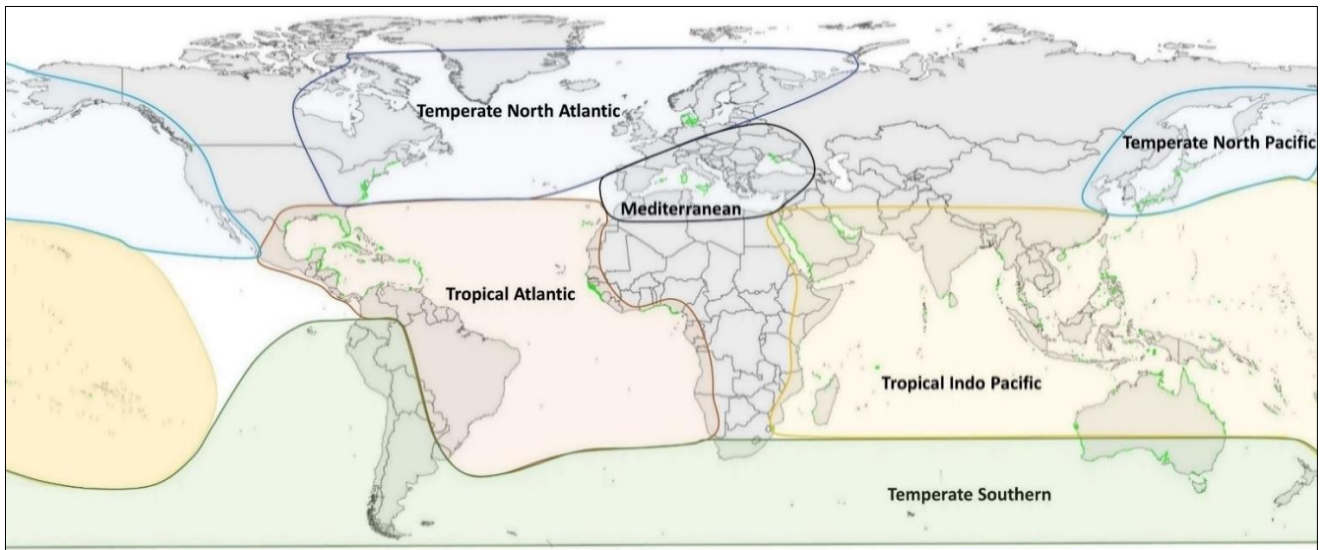 Temperate North Atlantic
Temperate North Pacific
Mediterranean
Tropical Atlantic
Tropical Indo Pacific
Temperate Southern